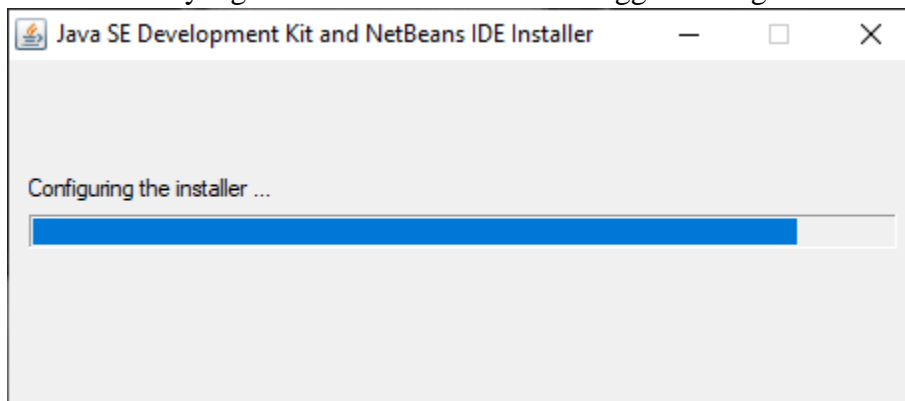 Java SE Development Kit and NetBeans IDE Installer
Configuring the installer ...